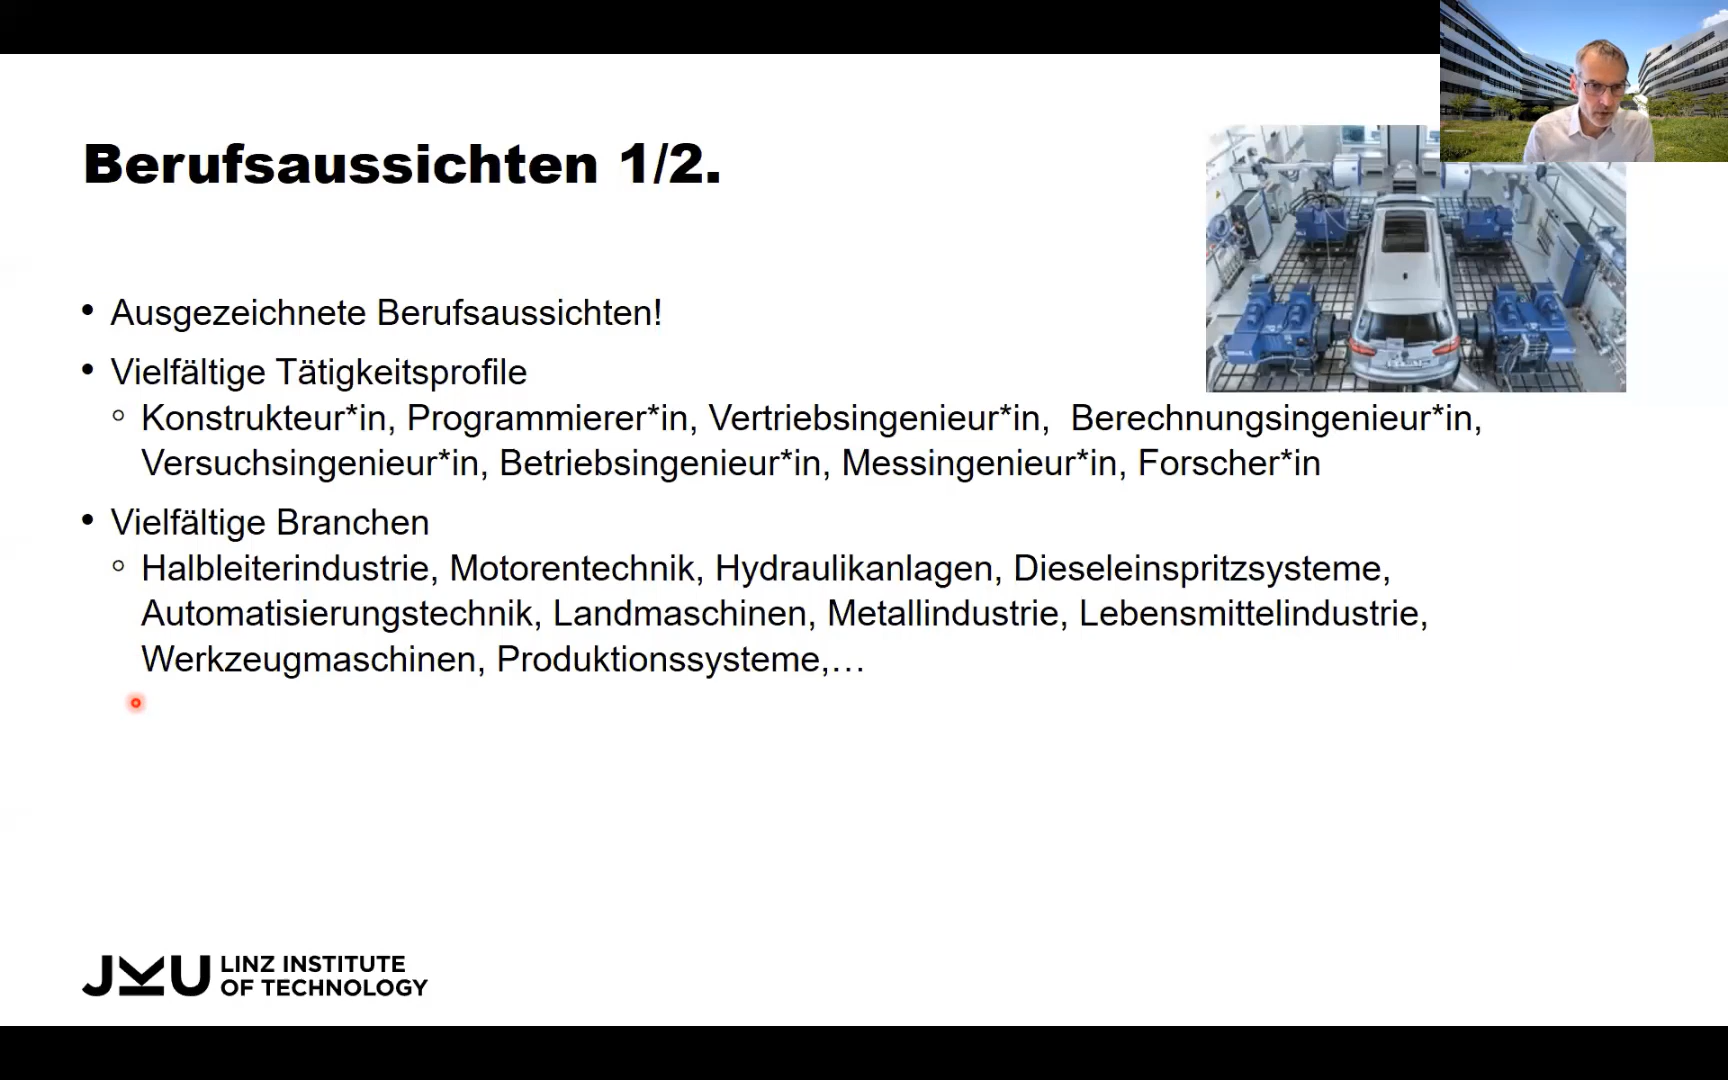 Berufsaussichten 1/2.
• Ausgezeichnete Berufsaussichten!
• Vielfältige Tätigkeitsprofile
◦ Konstrukteur*in, Programmierer*in, Vertriebsingenieur*in, Berechnungsingenieur*in,
Versuchsingenieur*in, Betriebsingenieur*in, Messingenieur*in, Forscher*in
• Vielfältige Branchen
◦ Halbleiterindustrie, Motorentechnik, Hydraulikanlagen, Dieseleinspritzsysteme,
Automatisierungstechnik, Landmaschinen, Metallindustrie, Lebensmittelindustrie,
Werkzeugmaschinen, Produktionssysteme,…
JKU LINZ INSTITUTE
OF TECHNOLOGY